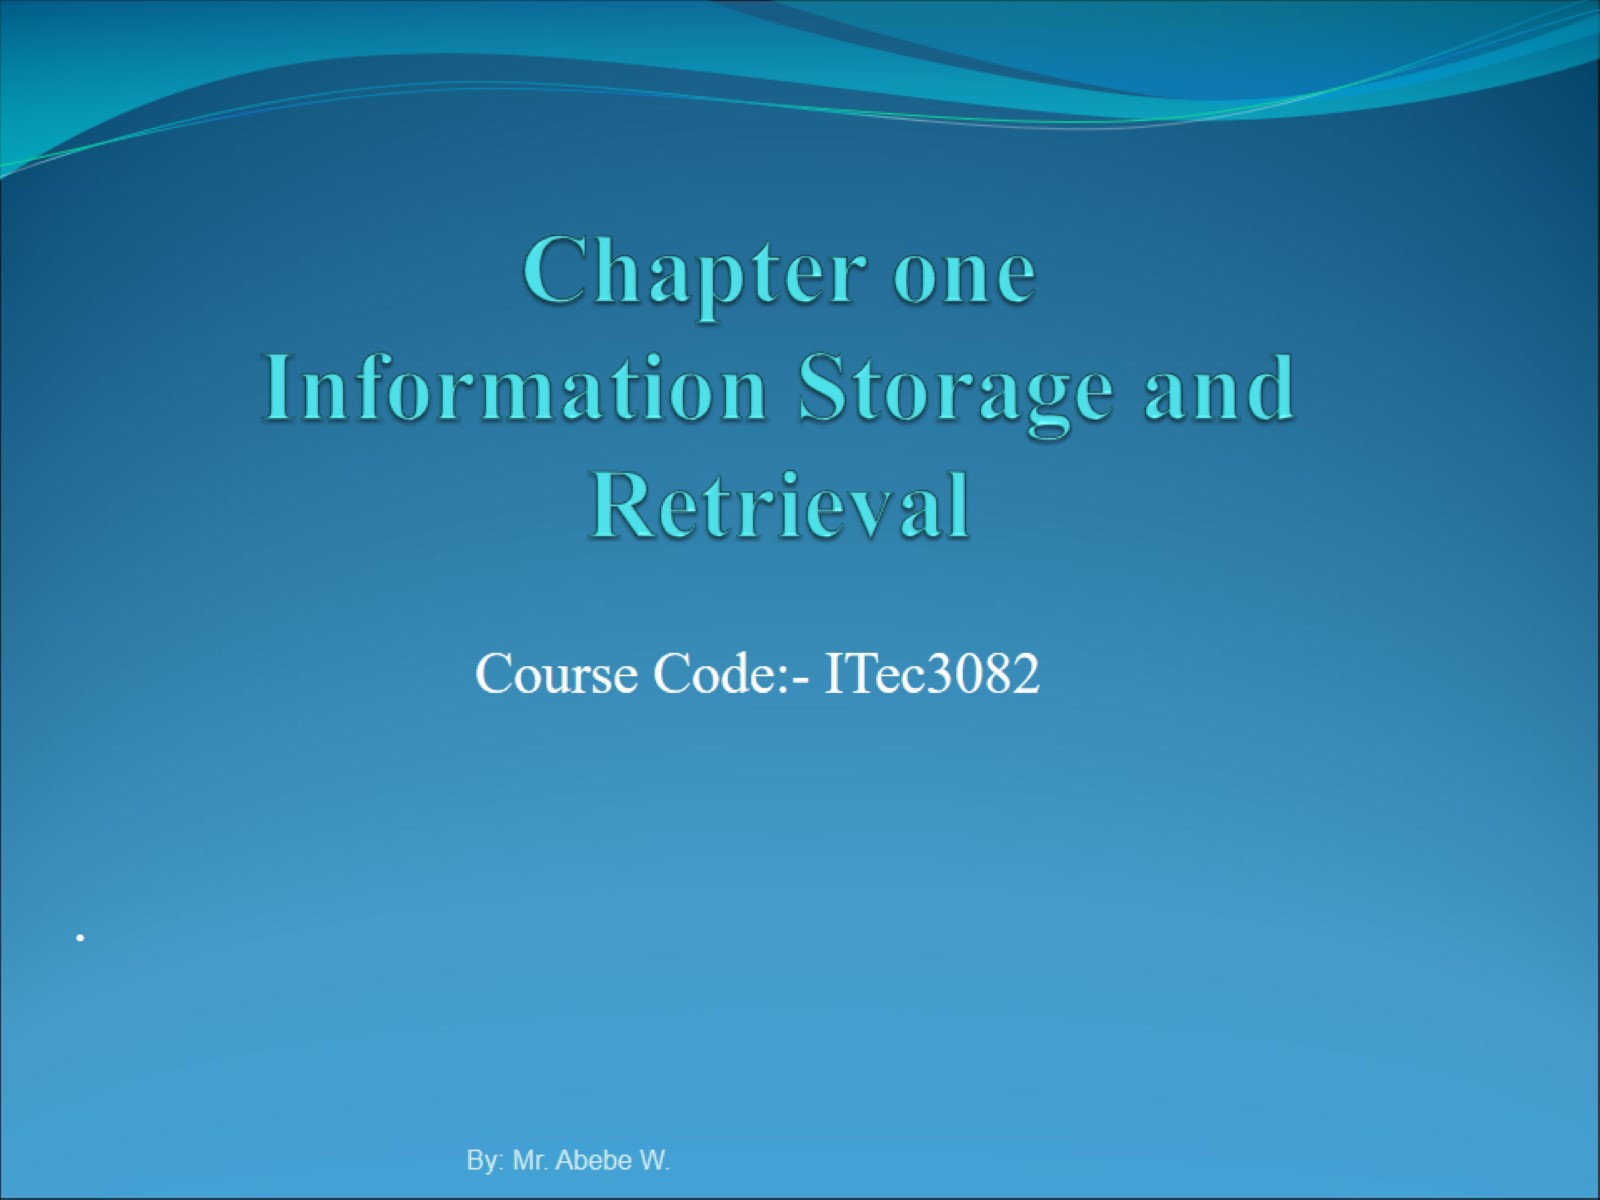 Chapter one
Information Storage and
Retrieval
Course Code:- ITec3082
.
By: Mr. Abebe W.